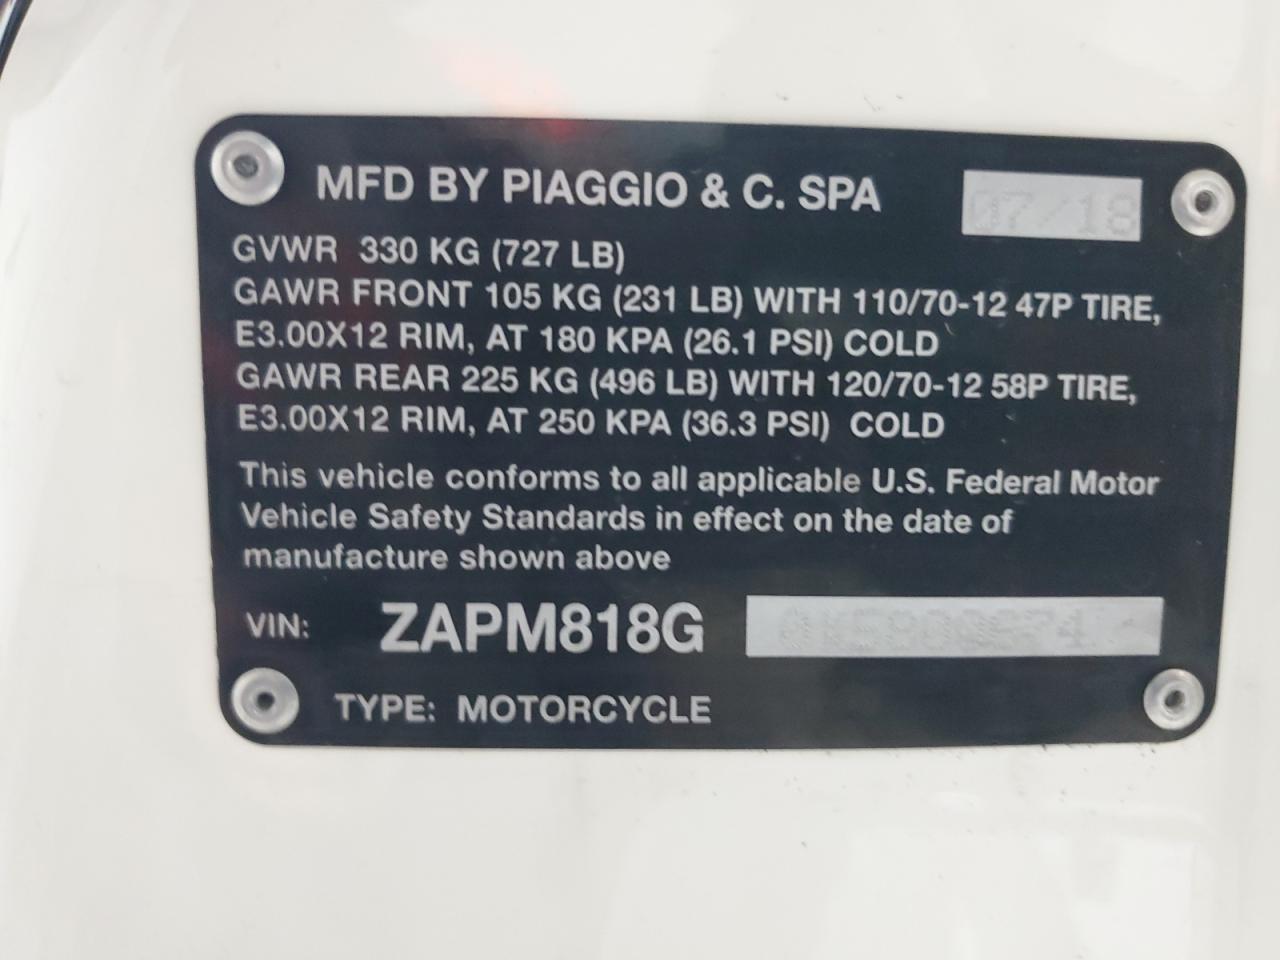 MFD BY PIAGGIO & C. SPA 07/18
GVWR 330 KG (727 LB)
GAWR FRONT 105 KG (231 LB) WITH 110/70-12 47P TIRE,
E3.00X12 RIM, AT 180 KPA (26.1 PSI) COLD
GAWR REAR 225 KG (496 LB) WITH 120/70-12 58P TIRE,
E3.00X12 RIM, AT 250 KPA (36.3 PSI) COLD
This vehicle conforms to all applicable U.S. Federal Motor
Vehicle Safety Standards in effect on the date of
manufacture shown above
VIN: ZAPM818G
TYPE: MOTORCYCLE